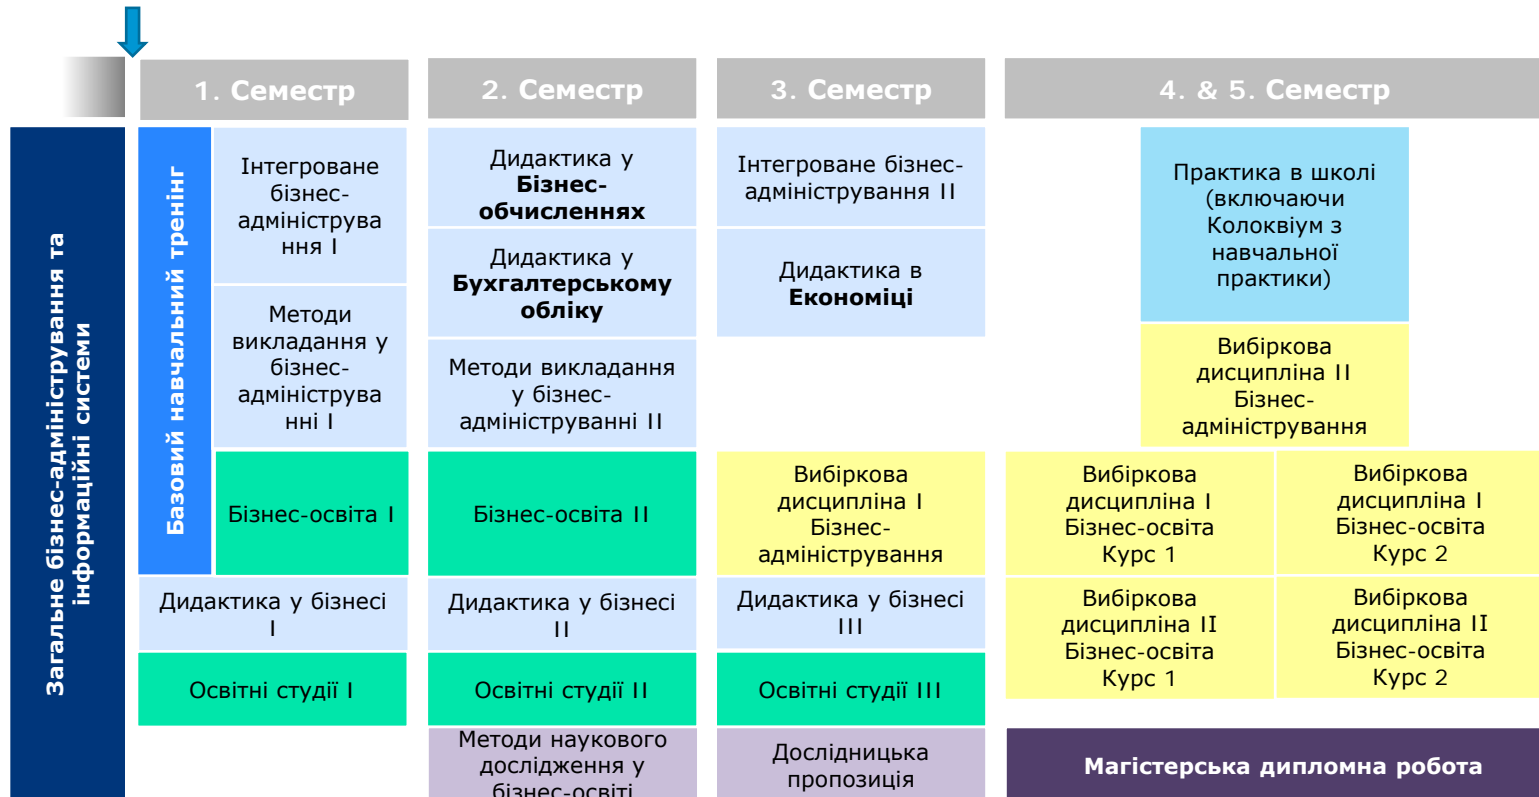 1. Семестр
2. Семестр
3. Семестр
4. & 5. Семестр
Загальне бізнес-адміністрування та
інформаційні системи
Базовий навчальний тренінг
Інтегроване
бізнес-
адмініструва
ння I
Методи
викладання у
бізнес-
адмініструва
нні I
Бізнес-освіта I
Дидактика у бізнесі
I
Освітні студії I
Дидактика у
Бізнес-
обчисленнях
Дидактика у
Бухгалтерському
обліку
Методи викладання
у бізнес-
адмініструванні II
Бізнес-освіта II
Дидактика у бізнесі
II
Освітні студії II
Методи наукового
дослідження у
бізнес-освіті
Інтегроване бізнес-
адміністрування II
Дидактика в
Економіці
Вибіркова
дисципліна I
Бізнес-
адміністрування
Дидактика у бізнесі
III
Освітні студії III
Дослідницька
пропозиція
Практика в школі
(включаючи
Колоквіум з
навчальної
практики)
Вибіркова
дисципліна II
Бізнес-
адміністрування
Вибіркова
дисципліна I
Бізнес-освіта
Курс 1
Вибіркова
дисципліна I
Бізнес-освіта
Курс 2
Вибіркова
дисципліна II
Бізнес-освіта
Курс 1
Вибіркова
дисципліна II
Бізнес-освіта
Курс 2
Магістерська дипломна робота